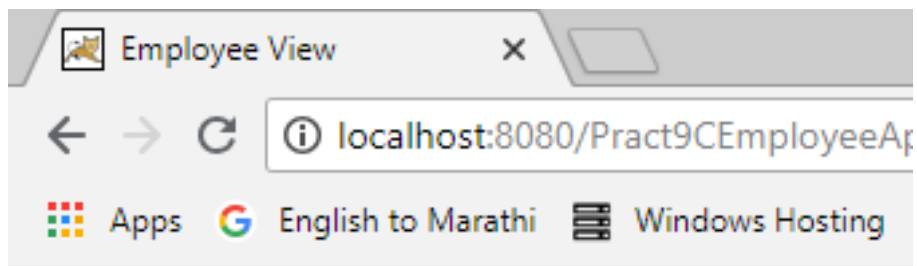 Employee View
localhost:8080/Pract9CEmployeeAp
Apps English to Marathi Windows Hosting